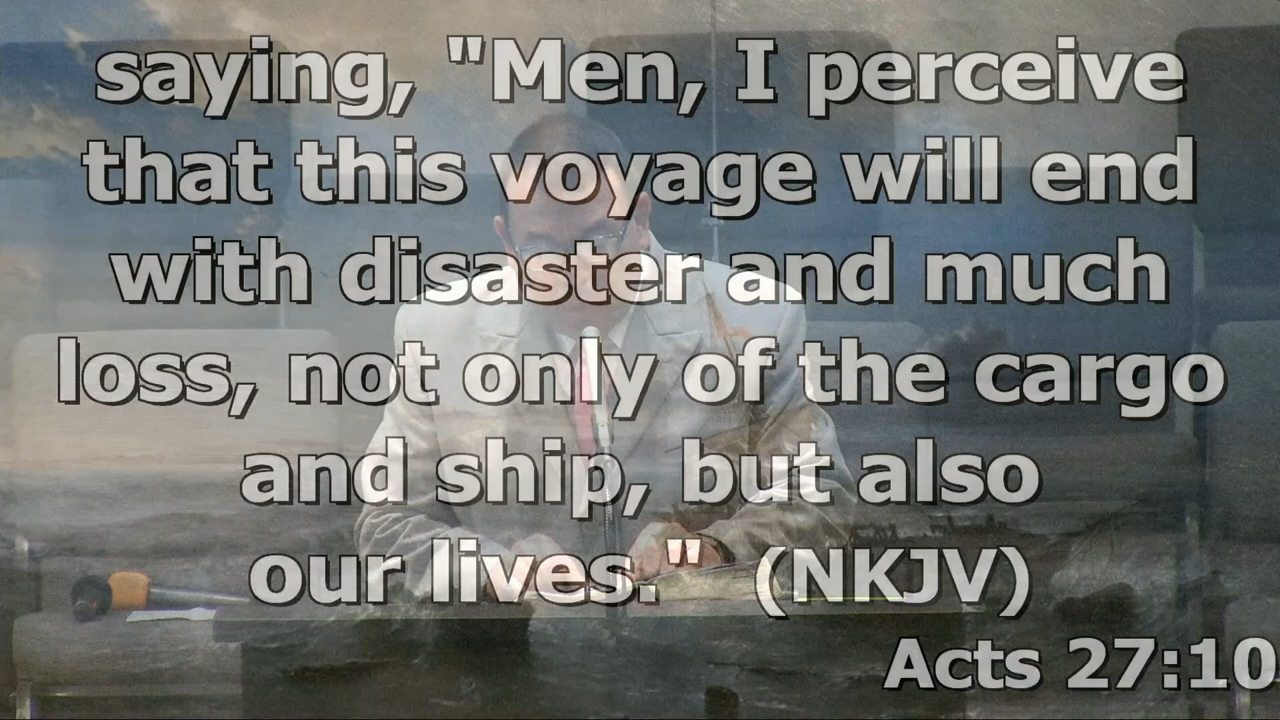 saying, "Men, I perceive
that this voyage will end
with disaster and much
loss, not only of the cargo
and ship, but also
our lives."  (NKJV)
Acts 27:10